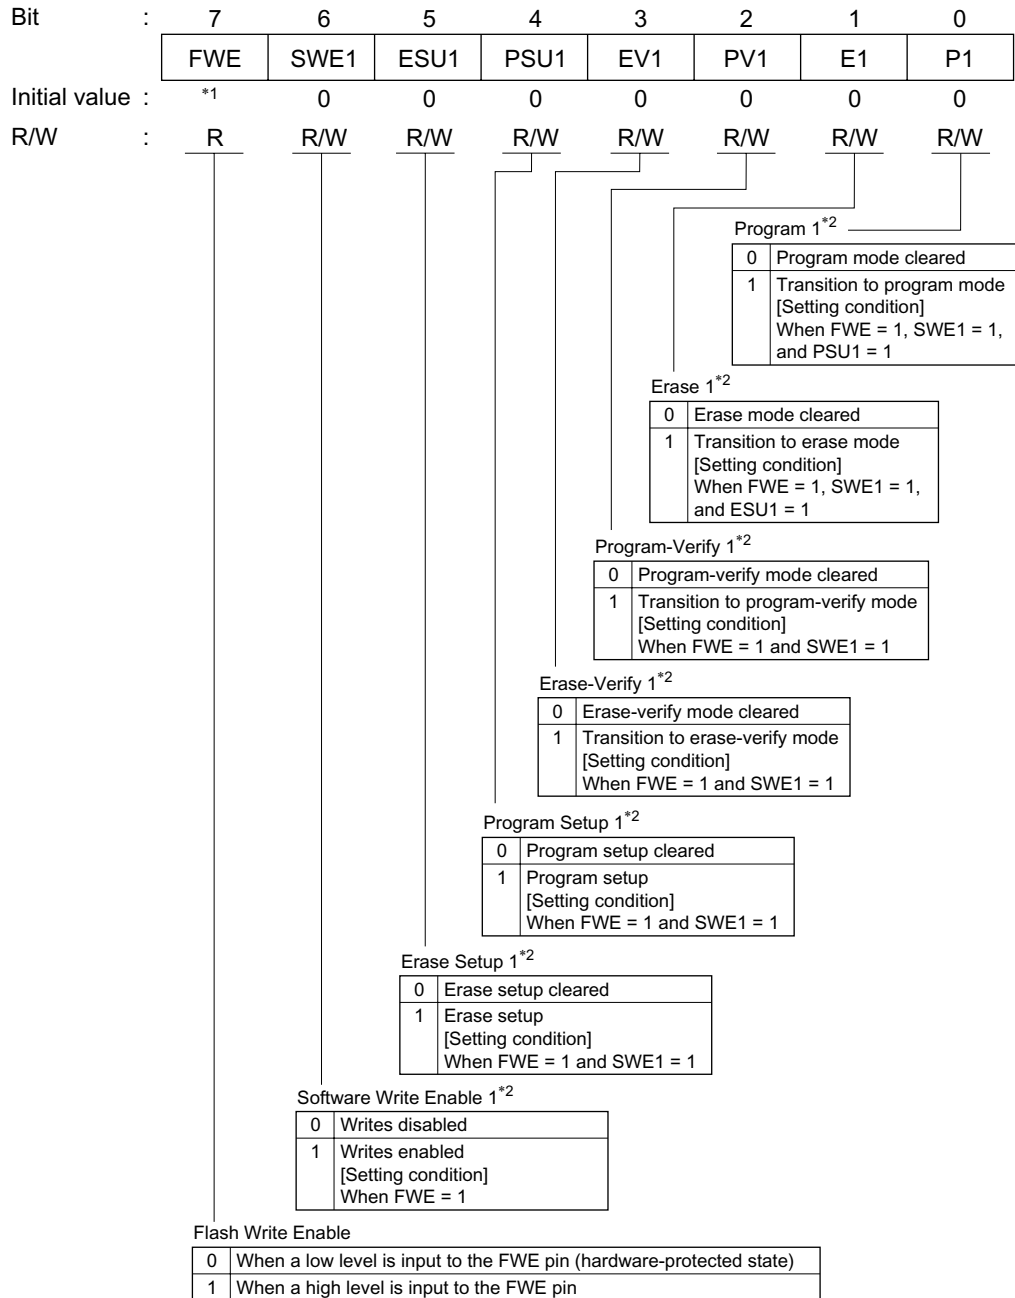 Bit : 7 6 5 4 3 2 1 0
FWE SWE1 ESU1 PSU1 EV1 PV1 E1 P1
Initial value : *1 0 0 0 0 0 0 0
R/W : R R/W R/W R/W R/W R/W R/W R/W
Program 1*2
0 Program mode cleared
1 Transition to program mode
[Setting condition]
When FWE = 1, SWE1 = 1,
and PSU1 = 1
Erase 1*2
0 Erase mode cleared
1 Transition to erase mode
[Setting condition]
When FWE = 1, SWE1 = 1,
and ESU1 = 1
Program-Verify 1*2
0 Program-verify mode cleared
1 Transition to program-verify mode
[Setting condition]
When FWE = 1 and SWE1 = 1
Erase-Verify 1*2
0 Erase-verify mode cleared
1 Transition to erase-verify mode
[Setting condition]
When FWE = 1 and SWE1 = 1
Program Setup 1*2
0 Program setup cleared
1 Program setup
[Setting condition]
When FWE = 1 and SWE1 = 1
Erase Setup 1*2
0 Erase setup cleared
1 Erase setup
[Setting condition]
When FWE = 1 and SWE1 = 1
Software Write Enable 1*2
0 Writes disabled
1 Writes enabled
[Setting condition]
When FWE = 1
Flash Write Enable
0 When a low level is input to the FWE pin (hardware-protected state)
1 When a high level is input to the FWE pin